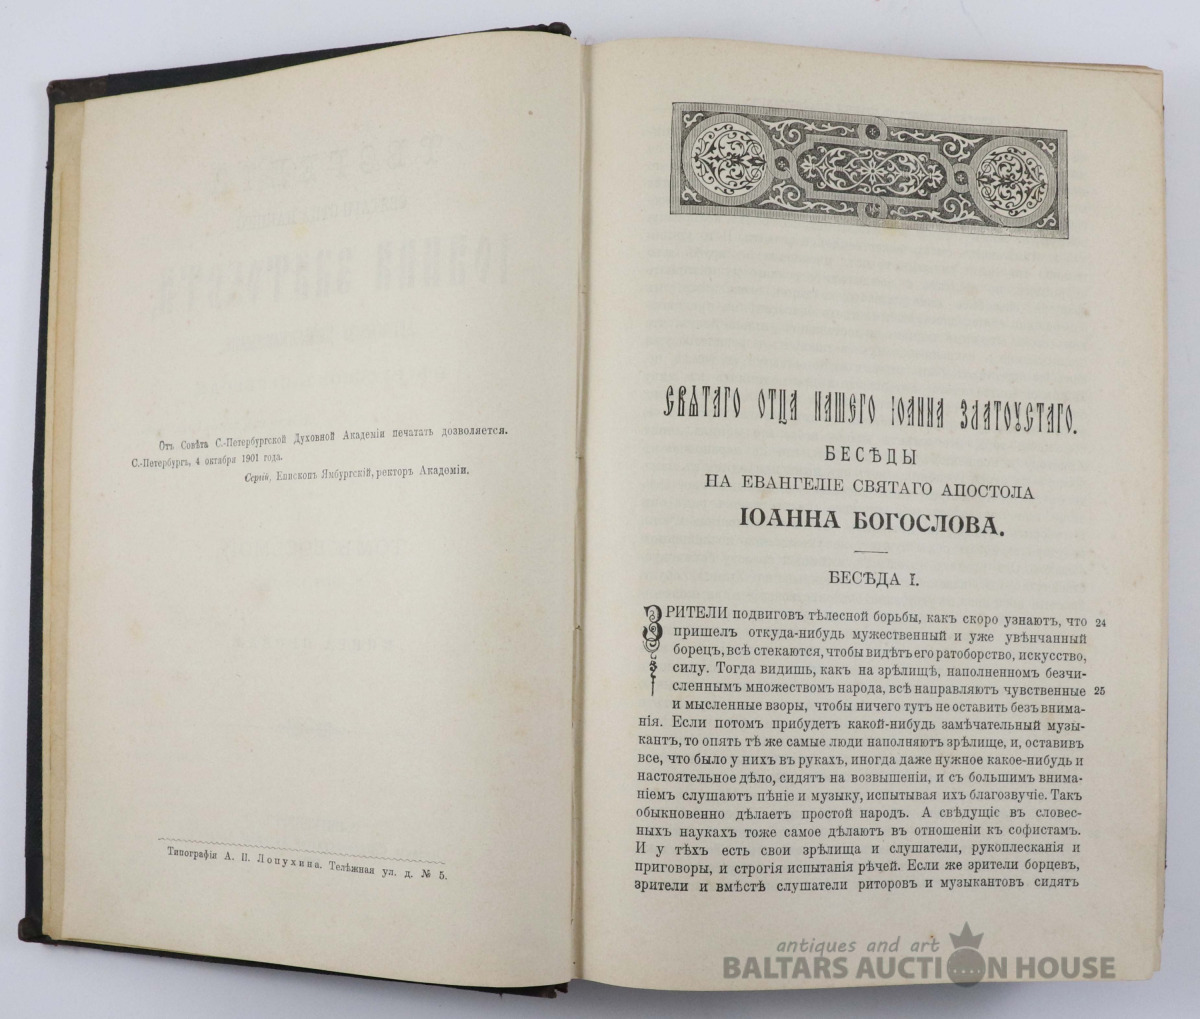 Отъ Совѣта С.-Петербургской Духовной Академіи печатать дозволяется.
С.-Петербургъ, 4 октября 1901 года.
Сергій, Епископъ Ямбургскій, ректоръ Академіи.
Типографія А. П. Лопухина. Телѣжная ул. д. № 5.
СВѦТАГО ОТЦА НАШЕГО ІОАННА ЗЛАТОУСТАГО.
БЕСѢДЫ
НА ЕВАНГЕЛІЕ СВЯТАГО АПОСТОЛА
ІОАННА БОГОСЛОВА.
БЕСѢДА I.
ЗРИТЕЛИ подвиговъ тѣлесной борьбы, какъ скоро узнаютъ, что 24
пришелъ откуда-нибудь мужественный и уже увѣнчанный
борецъ, всѣ стекаются, чтобы видѣть его ратоборство, искусство,
силу. Тогда видишь, какъ на зрѣлищѣ, наполненномъ безчи-
сленнымъ множествомъ народа, всѣ направляютъ чувственные 25
и мысленные взоры, чтобы ничего тутъ не оставить безъ внима-
нія. Если потомъ прибудетъ какой-нибудь замѣчательный музы-
кантъ, то опять тѣ же самые люди наполняютъ зрѣлище, и, оставивъ
все, что было у нихъ въ рукахъ, иногда даже нужное какое-нибудь и
настоятельное дѣло, сидятъ на возвышеніи, и съ большимъ внима-
ніемъ слушаютъ пѣніе и музыку, испытывая ихъ благозвучіе. Такъ
обыкновенно дѣлаетъ простой народъ. А свѣдущіе въ словес-
ныхъ наукахъ тоже самое дѣлаютъ въ отношеніи къ софистамъ.
И у тѣхъ есть свои зрѣлища и слушатели, рукоплесканія и
приговоры, и строгія испытанія рѣчей. Если же зрители борцевъ,
зрители и вмѣстѣ слушатели риторовъ и музыкантовъ сидятъ
antiques and art
BALTARS AUCTION HOUSE